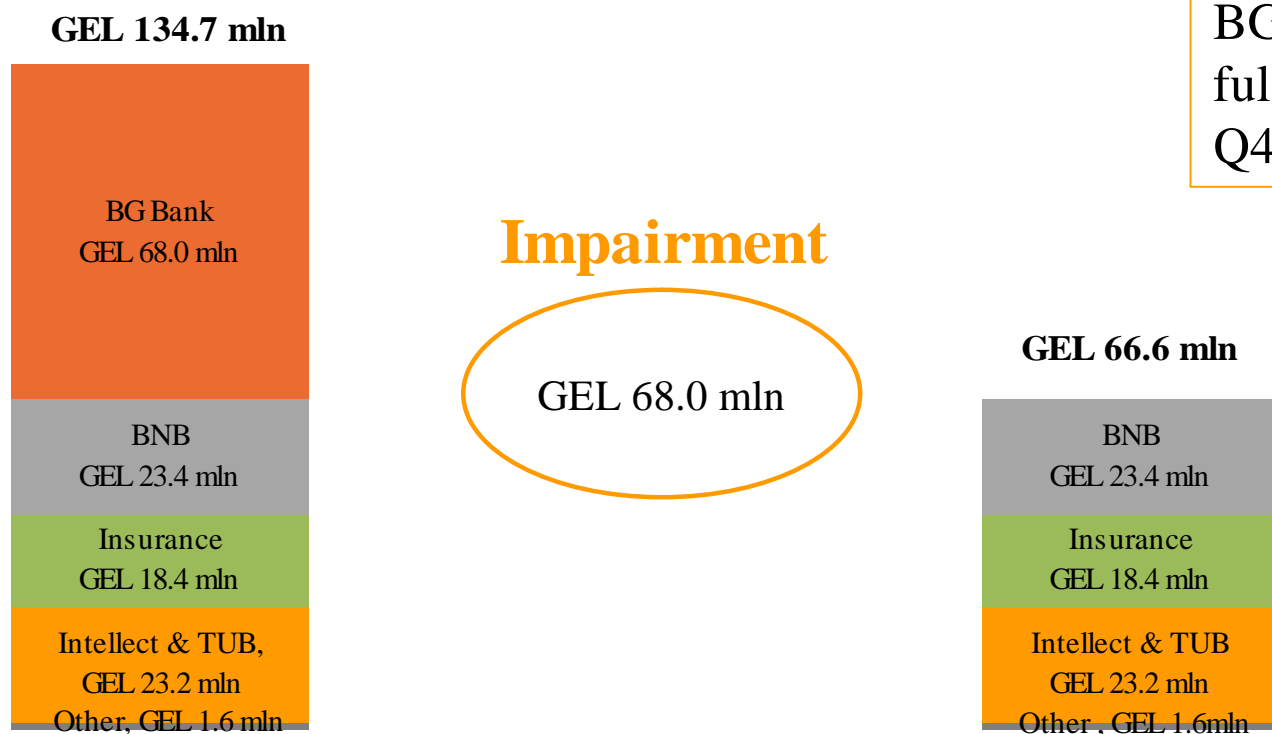 GEL 134.7 mln
BG Bank
GEL 68.0 mln
BNB
GEL 23.4 mln
Insurance
GEL 18.4 mln
Intellect & TUB,
GEL 23.2 mln
Other, GEL 1.6 mln
Impairment
GEL 68.0 mln
Q4
GEL 66.6 mln
BNB
GEL 23.4 mln
Insurance
GEL 18.4 mln
Intellect & TUB
GEL 23.2 mln
Other , GEL 1.6mln